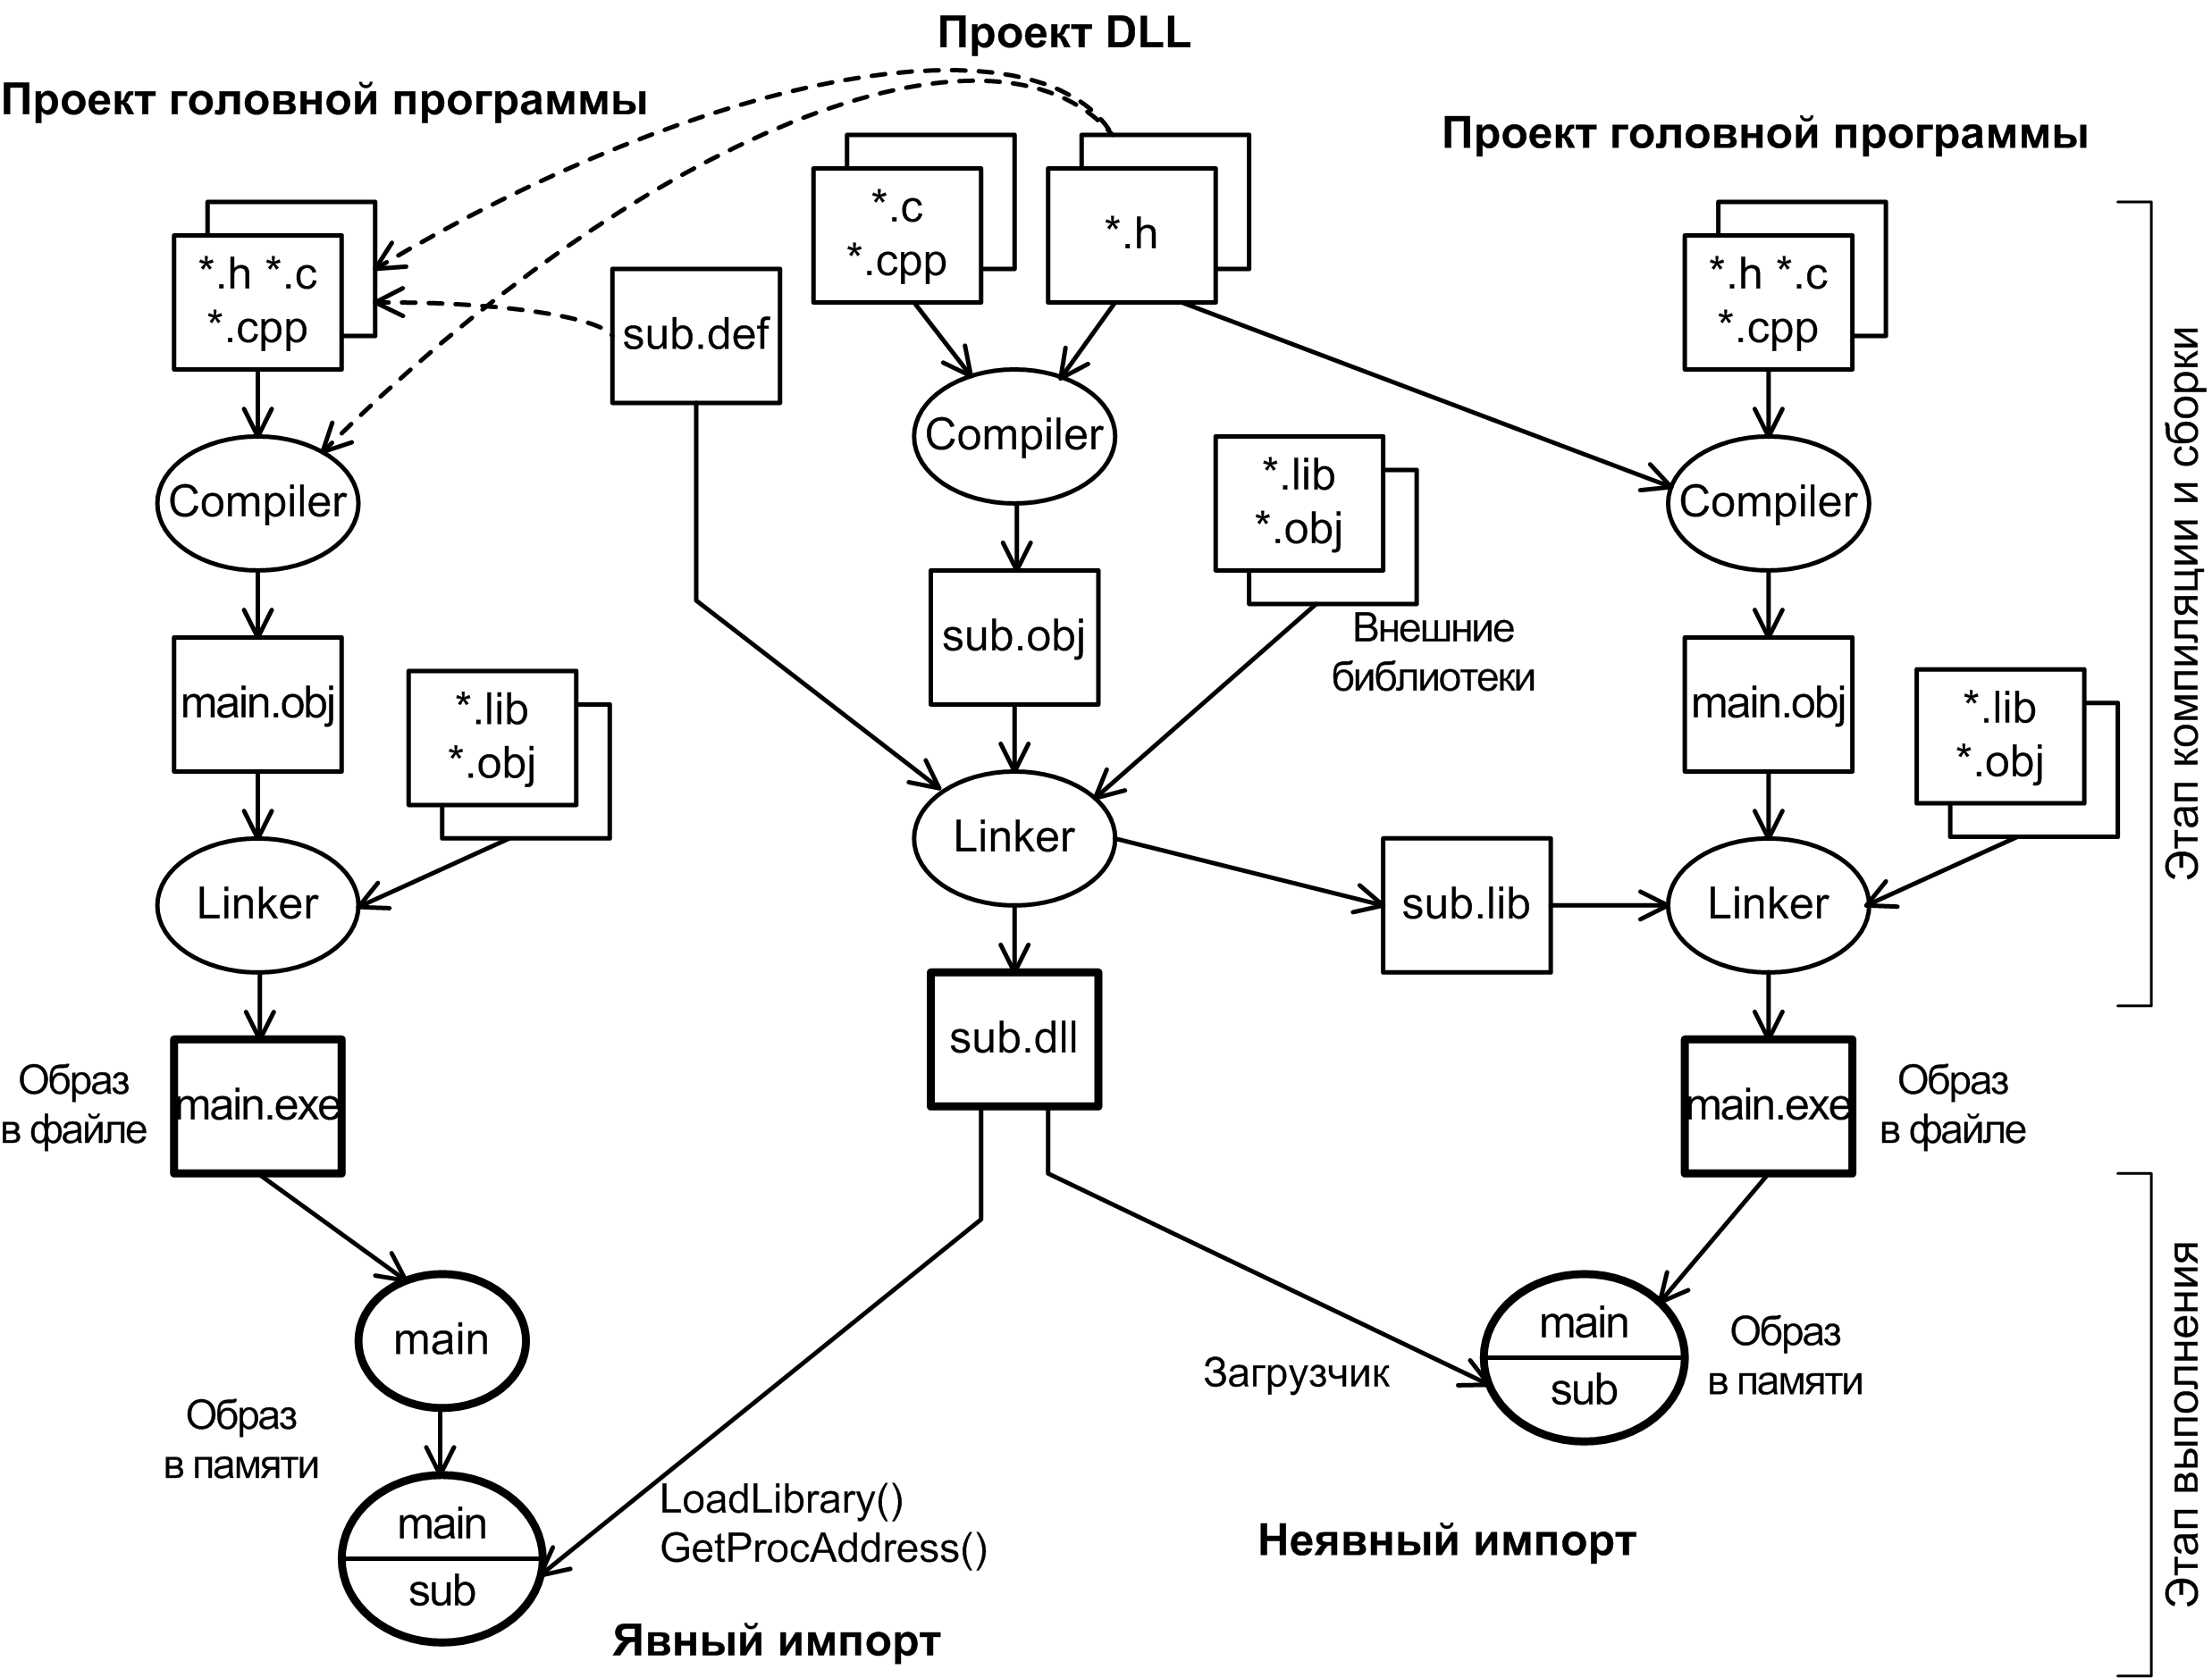 Проект DLL
Проект головной программы
Проект головной программы
*.h *.c
*.cpp
sub.def
*.c
*.cpp
*.h
*.h *.c
*.cpp
Compiler
Compiler
Compiler
*.lib
*.obj
Внешние
библиотеки
main.obj
sub.obj
main.obj
*.lib
*.obj
*.lib
*.obj
Linker
Linker
sub.lib
Linker
Этап компиляции и сборки
Образ
в файле
main.exe
sub.dll
main.exe
Образ
в файле
main
Образ
в памяти
main
sub
LoadLibrary()
GetProcAddress()
Явный импорт
Загрузчик
main
sub
Образ
в памяти
Неявный импорт
Этап выполнения